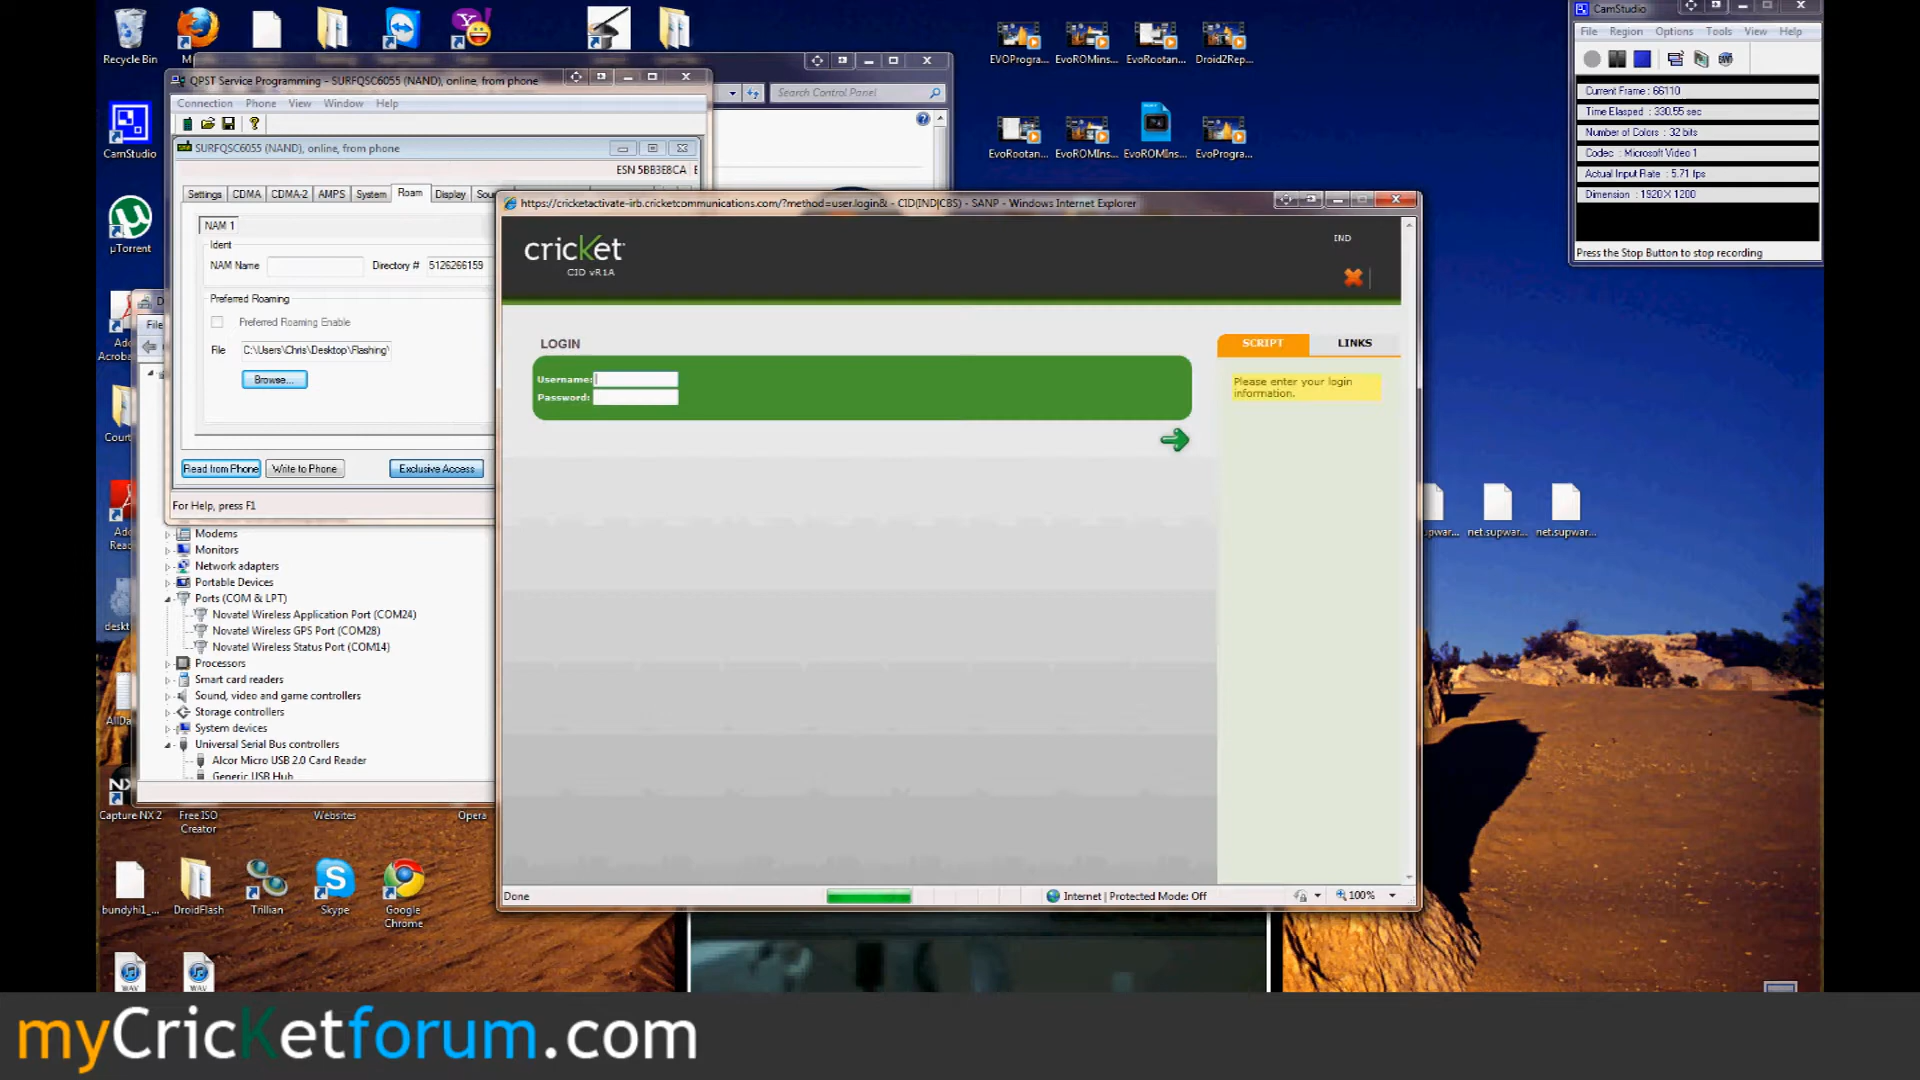 Recycle Bin
CamStudio
µTorrent
QPST Service Programming - SURFQSC6055 (NAND), online, from phone
Connection Phone View Window Help
SURFQSC6055 (NAND), online, from phone
ESN 5BB3E8CA
Settings CDMA CDMA-2 AMPS System Roam Display Sou
NAM 1
Ident
NAM Name
Directory # 5126266159
Preferred Roaming
Preferred Roaming Enable
File C:\Users\Chris\Desktop\Flashing\
Browse...
Read from Phone Write to Phone Exclusive Access
For Help, press F1
File
Modems
Monitors
Network adapters
Portable Devices
Ports (COM & LPT)
Novatel Wireless Application Port (COM24)
Novatel Wireless GPS Port (COM28)
Novatel Wireless Status Port (COM14)
Processors
Smart card readers
Sound, video and game controllers
Storage controllers
System devices
Universal Serial Bus controllers
Alcor Micro USB 2.0 Card Reader
Generic USB Hub
Search Control Panel
EVOProgra... EvoROMins... EvoRootan... Droid2Rep...
EvoRootan... EvoROMIns... EvoROMIns... EvoProgra...
CamStudio
File Region Options Tools View Help
Current Frame : 66110
Time Elasped : 330.55 sec
Number of Colors : 32 bits
Codec : Microsoft Video 1
Actual Input Rate : 5.71 fps
Dimension : 1920 X 1200
Press the Stop Button to stop recording
https://cricketactivate-irb.cricketcommunications.com/?method=user.login& - CID(IND|CBS) - SANP - Windows Internet Explorer
cricket
CID vR1A
IND
LOGIN
Username:
Password:
SCRIPT LINKS
Please enter your login
information.
Done
Internet | Protected Mode: Off
100%
net.supwar... net.supwar...
Capture NX 2
Free ISO
Creator
Websites
Opera
bundyhi1_...
DroidFlash
Trillian
Skype
Google
Chrome
WAV
WAV
myCricKetforum.com